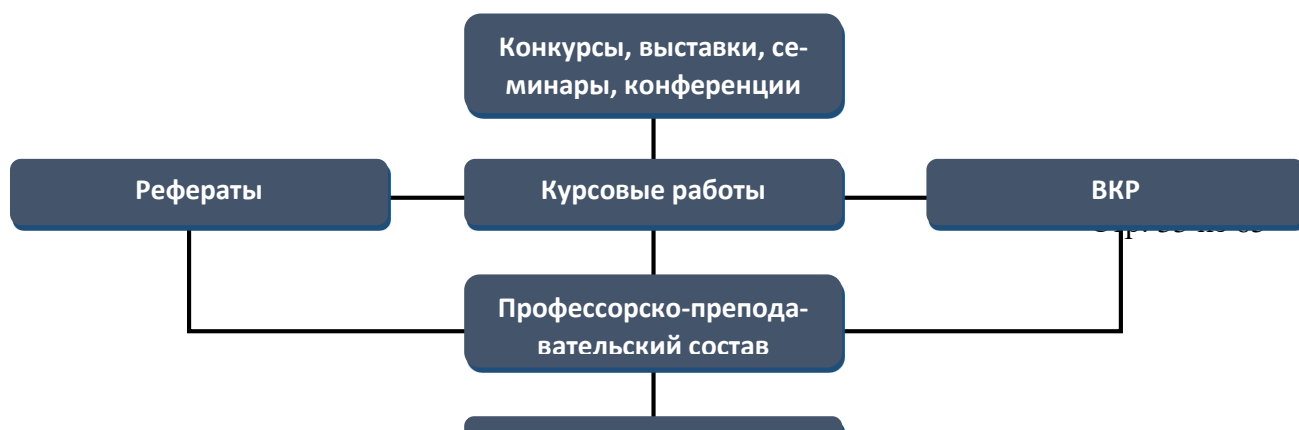 Конкурсы, выставки, се-
минары, конференции
Рефераты
Курсовые работы
ВКР
Профессорско-препода-
вательский состав